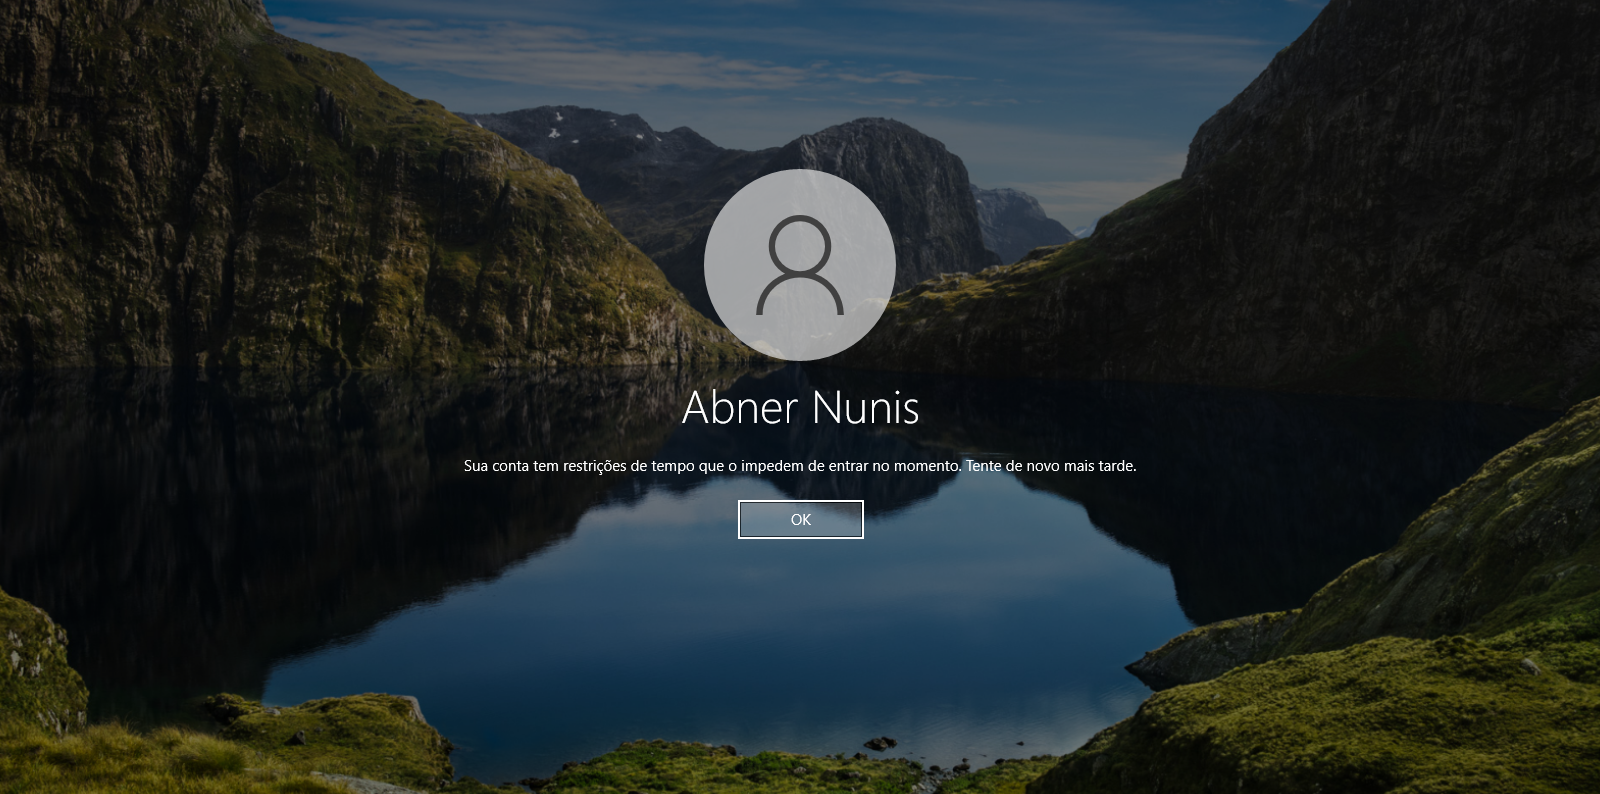 Abner Nunis
Sua conta tem restrições de tempo que o impedem de entrar no momento. Tente de novo mais tarde.
OK